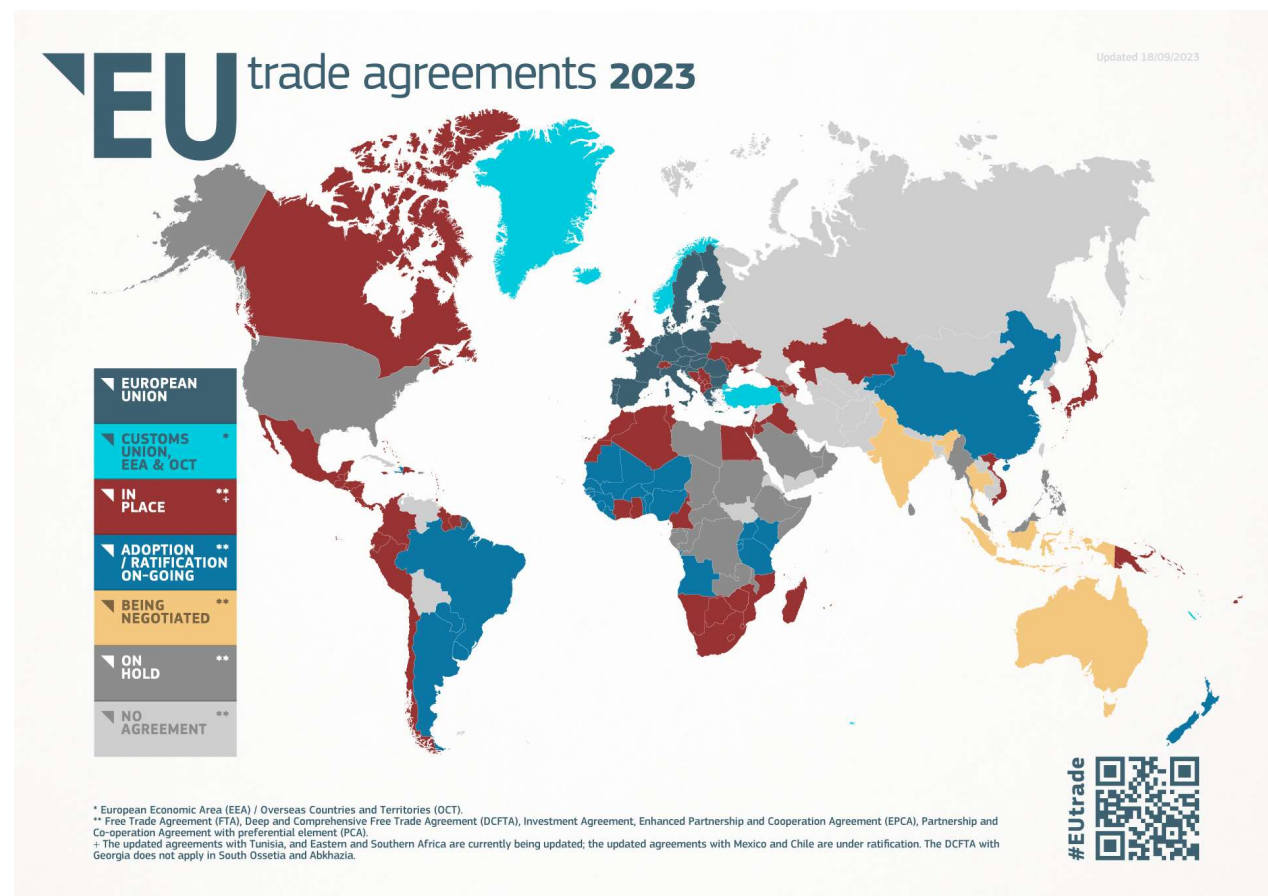 EU trade agreements 2023
Updated 18/09/2023
EUROPEAN
UNION
CUSTOMS *
UNION,
EEA & OCT
IN **
PLACE +
ADOPTION **
/ RATIFICATION
ON-GOING
BEING **
NEGOTIATED
ON **
HOLD
NO **
AGREEMENT
#EUtrade
* European Economic Area (EEA) / Overseas Countries and Territories (OCT).
** Free Trade Agreement (FTA), Deep and Comprehensive Free Trade Agreement (DCFTA), Investment Agreement, Enhanced Partnership and Cooperation Agreement (EPCA), Partnership and
Co-operation Agreement with preferential element (PCA).
+ The updated agreements with Tunisia, and Eastern and Southern Africa are currently being updated; the updated agreements with Mexico and Chile are under ratification. The DCFTA with
Georgia does not apply in South Ossetia and Abkhazia.